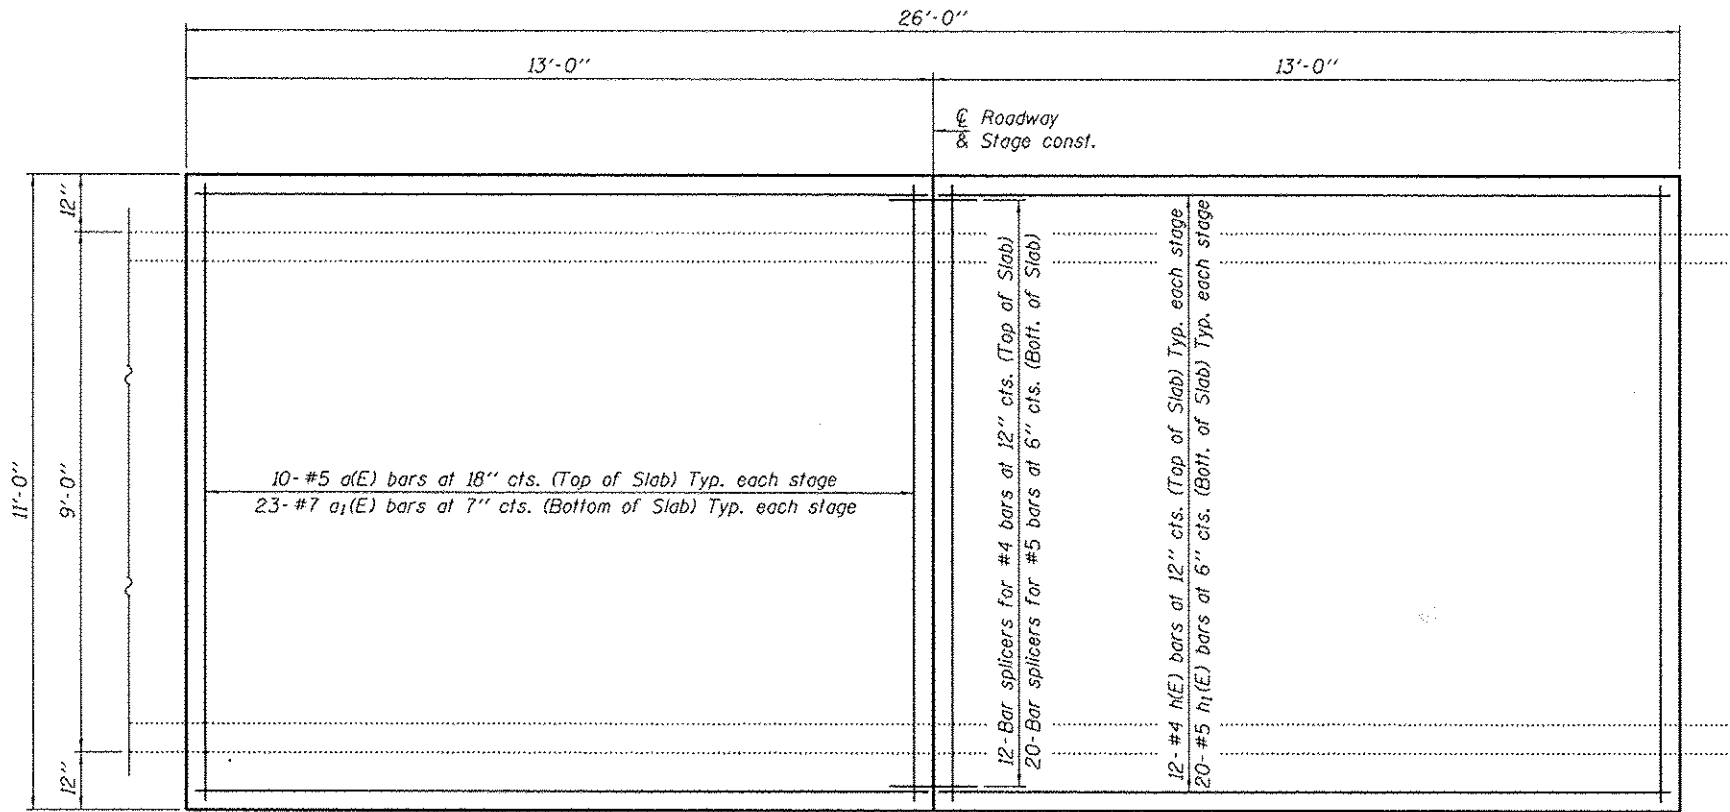 26'-0"
13'-0"
13'-0"
℄ Roadway
& Stage const.
12"
11'-0"
9'-0"
12"
10-#5 a(E) bars at 18" cts. (Top of Slab) Typ. each stage
23-#7 a₁(E) bars at 7" cts. (Bottom of Slab) Typ. each stage
12-Bar splicers for #4 bars at 12" cts. (Top of Slab)
20-Bar splicers for #5 bars at 6" cts. (Bott. of Slab)
12-#4 h(E) bars at 12" cts. (Top of Slab) Typ. each stage
20-#5 h₁(E) bars at 6" cts. (Bott. of Slab) Typ. each stage